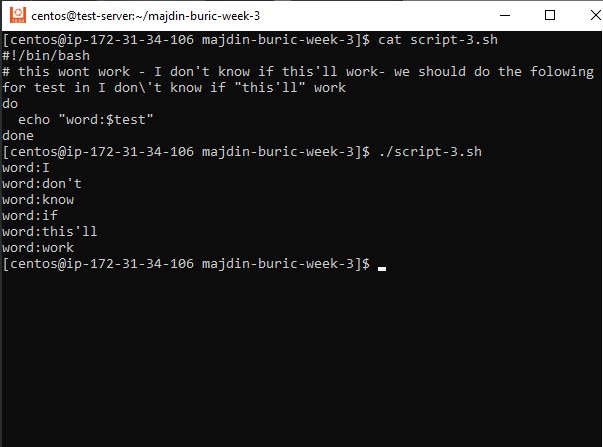 centos@test-server:~/majdin-buric-week-3
[centos@ip-172-31-34-106 majdin-buric-week-3]$ cat script-3.sh
#!/bin/bash
# this wont work - I don't know if this'll work- we should do the folowing
for test in I don\'t know if "this'll" work
do
  echo "word:$test"
done
[centos@ip-172-31-34-106 majdin-buric-week-3]$ ./script-3.sh
word:I
word:don't
word:know
word:if
word:this'll
word:work
[centos@ip-172-31-34-106 majdin-buric-week-3]$